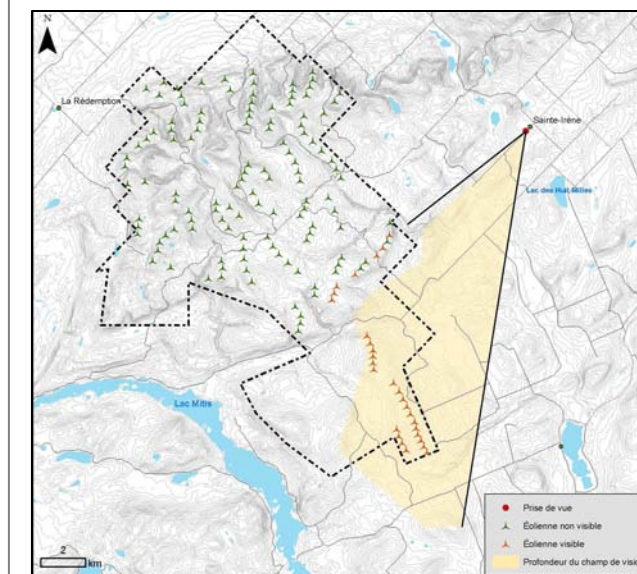 N
La Rédemption
Sainte-Irène
Lac des Huit Milles
Lac Mitis
Prise de vue
Éolienne non visible
Éolienne visible
Profondeur du champ de visi
2
km